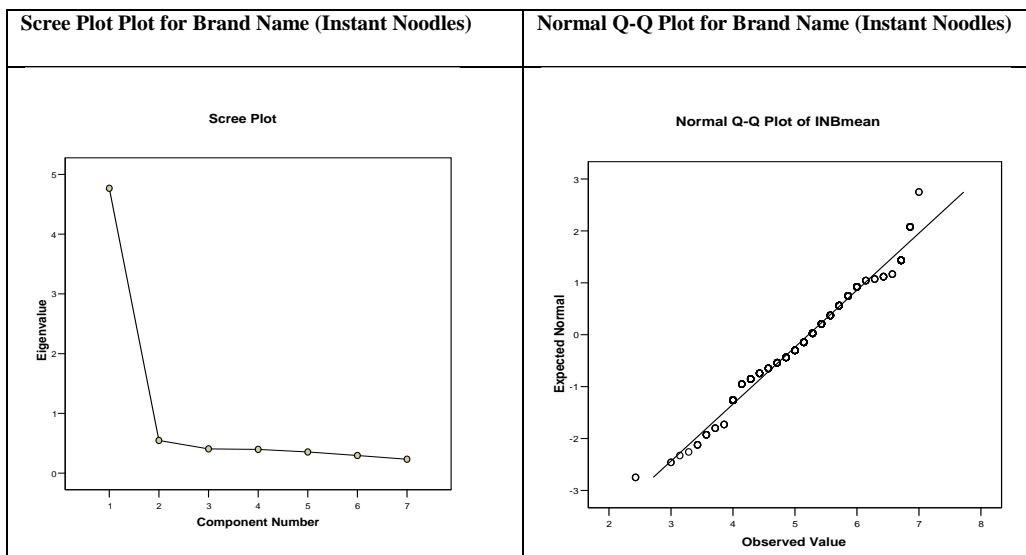 Scree Plot Plot for Brand Name (Instant Noodles)
Normal Q-Q Plot for Brand Name (Instant Noodles)
Scree Plot
5
4
3
2
1
0
Eigenvalue
1 2 3 4 5 6 7
Component Number
Normal Q-Q Plot of INBmean
3
2
1
0
-1
-2
-3
Expected Normal
2 3 4 5 6 7 8
Observed Value